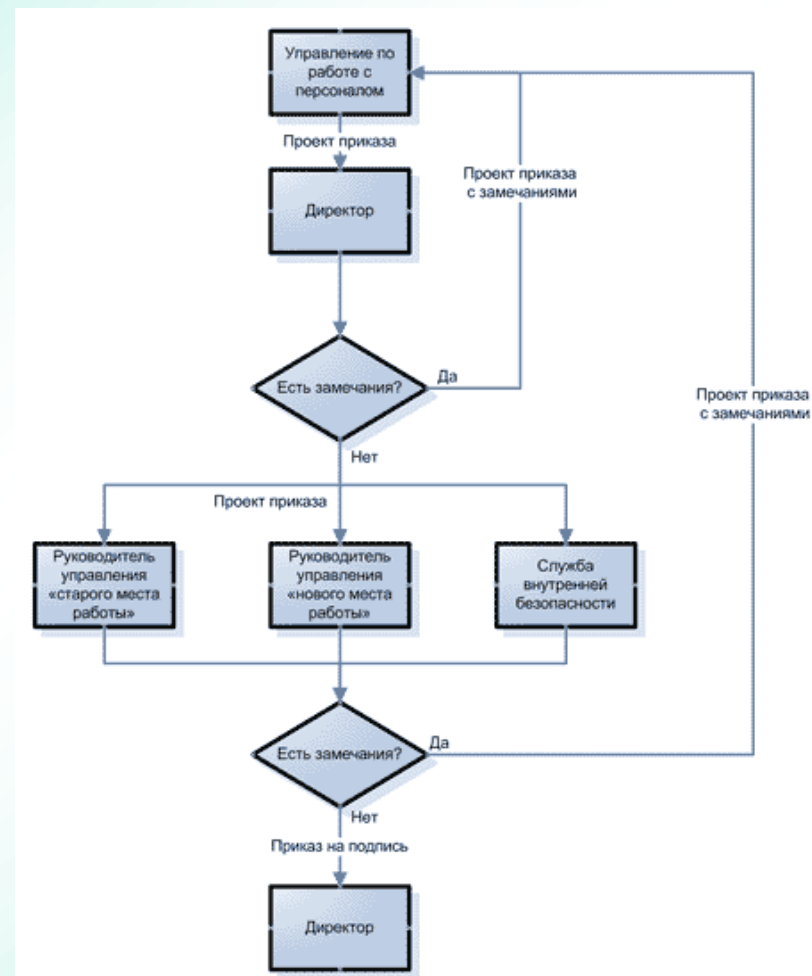 Управление по
работе с
персоналом
Проект приказа
Директор
Проект приказа
с замечаниями
Есть замечания?
Да
Проект приказа
с замечаниями
Нет
Проект приказа
Руководитель
управления
«старого места
работы»
Руководитель
управления
«нового места
работы»
Служба
внутренней
безопасности
Есть замечания?
Да
Нет
Приказ на подпись
Директор